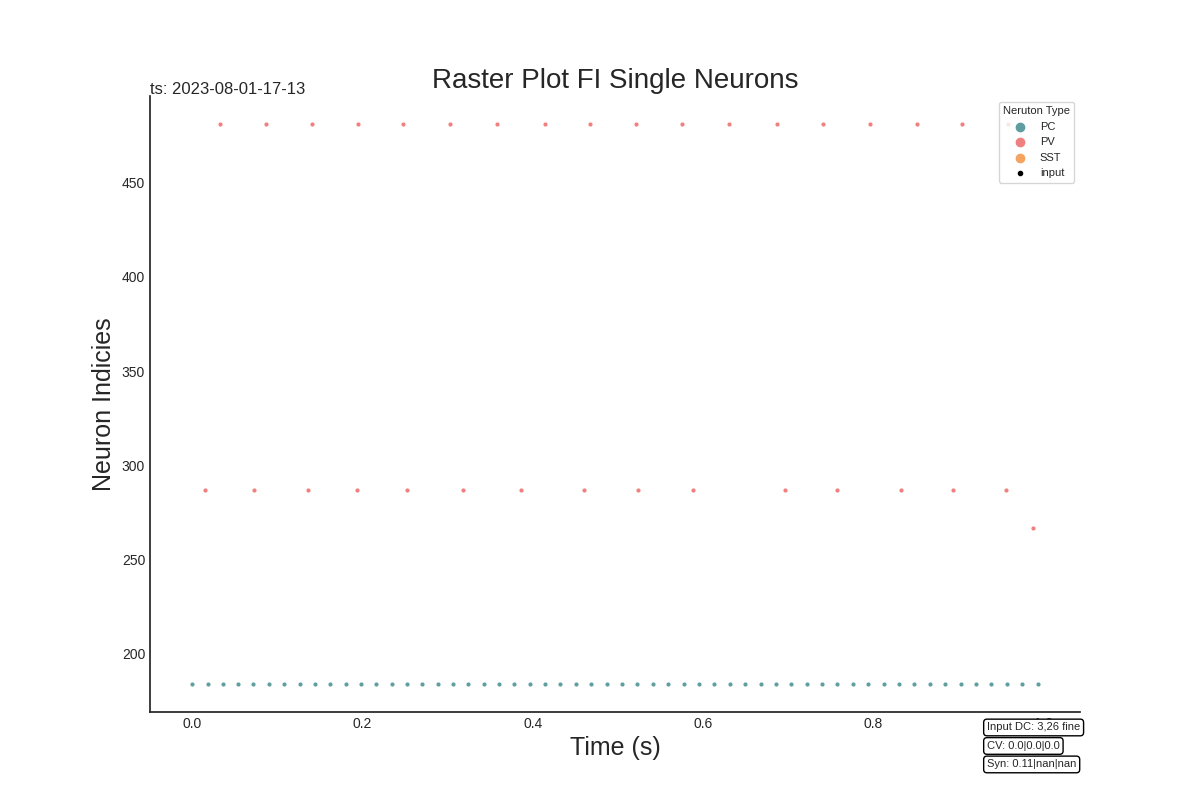 Raster Plot FI Single Neurons
ts: 2023-08-01-17-13
Neruton Type
PC
PV
SST
input
Neuron Indicies
450
400
350
300
250
200
0.0 0.2 0.4 0.6 0.8
Time (s)
Input DC: 3,26 fine
CV: 0.0|0.0|0.0
Syn: 0.11|nan|nan